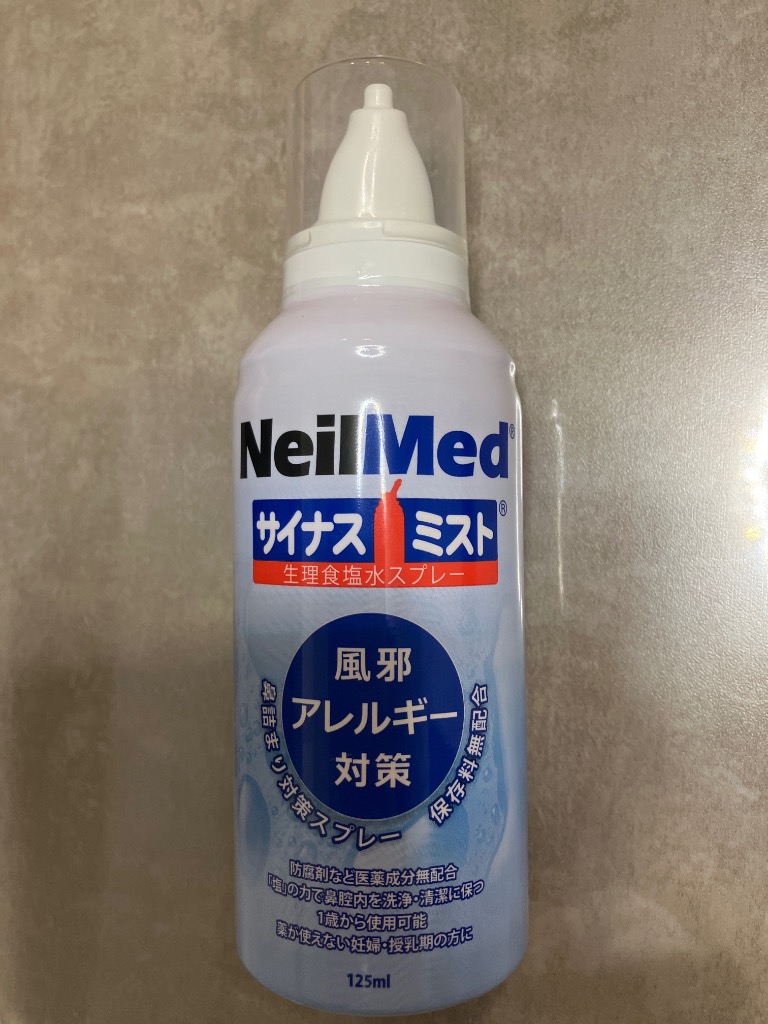 NeilMed®
サイナスミスト®
生理食塩水スプレー
風邪
アレルギー
対策
鼻詰まり対策スプレー
保存料無配合
防腐剤など医薬成分無配合
「塩」の力で鼻腔内を洗浄・清潔に保つ
1歳から使用可能
薬が使えない妊婦・授乳期の方に
125ml